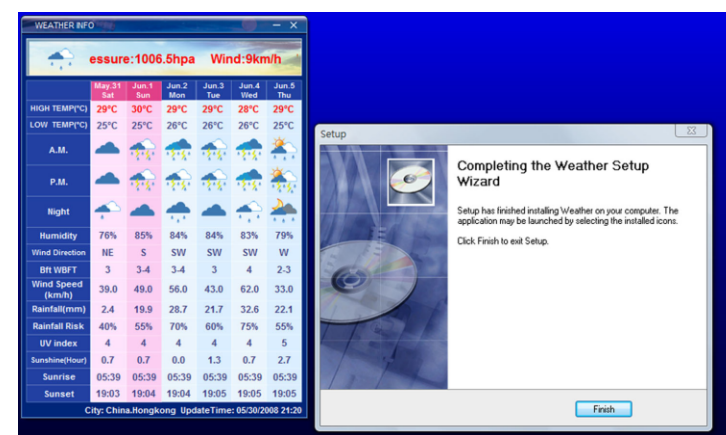 WEATHER INFO
essure:1006.5hpa Wind:9km/h
May.31 Jun.1 Jun.2 Jun.3 Jun.4 Jun.5
Sat Sun Mon Tue Wed Thu
HIGH TEMP(°C) 29°C 30°C 29°C 29°C 28°C 29°C
LOW TEMP(°C) 25°C 25°C 26°C 26°C 26°C 25°C
A.M.
P.M.
Night
Humidity 76% 85% 84% 84% 83% 79%
Wind Direction NE S SW SW SW W
Bft WBFT 3 3-4 3-4 3 4 2-3
Wind Speed
(km/h) 39.0 49.0 56.0 43.0 62.0 33.0
Rainfall(mm) 2.4 19.9 28.7 21.7 32.6 22.1
Rainfall Risk 40% 55% 70% 60% 75% 55%
UV index 4 4 4 4 4 5
Sunshine(Hour) 0.7 0.7 0.0 1.3 0.7 2.7
Sunrise 05:39 05:39 05:39 05:39 05:39 05:39
Sunset 19:03 19:04 19:04 19:05 19:05 19:05
City: China.Hongkong UpdateTime: 05/30/2008 21:20
Setup
Completing the Weather Setup
Wizard
Setup has finished installing Weather on your computer. The
application may be launched by selecting the installed icons.
Click Finish to exit Setup.
Finish